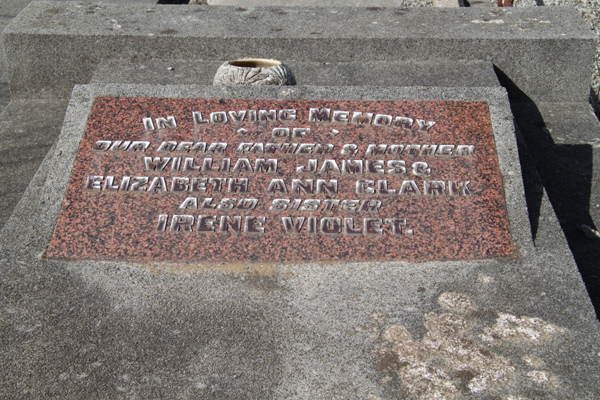 IN LOVING MEMORY
OF
OUR DEAR FATHER & MOTHER
WILLIAM, JAMES &
ELIZABETH ANN CLARK
ALSO SISTER
IRENE VIOLET.